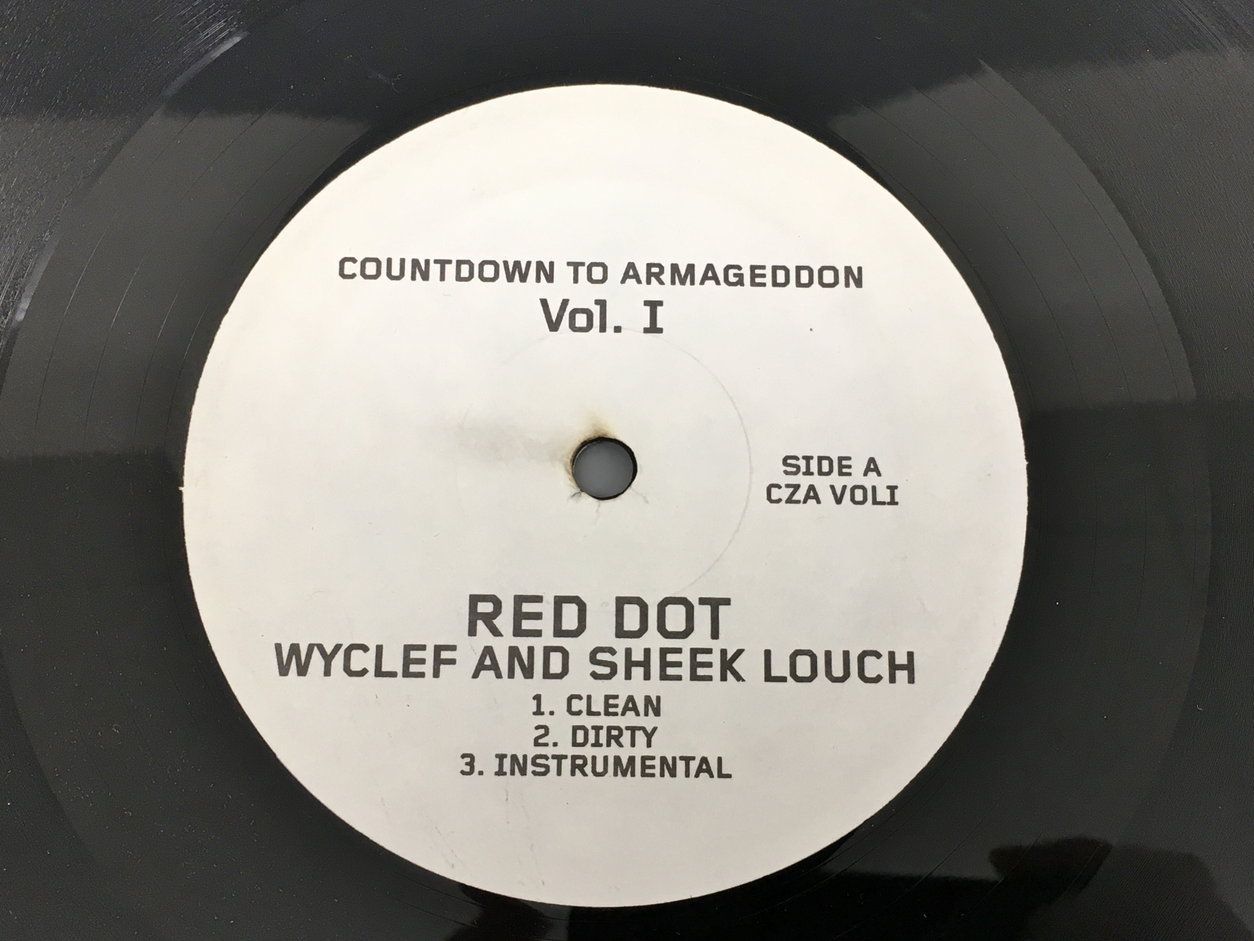 COUNTDOWN TO ARMAGEDDON
Vol. I
SIDE A
CZA VOLI
RED DOT
WYCLEF AND SHEEK LOUCH
1. CLEAN
2. DIRTY
3. INSTRUMENTAL